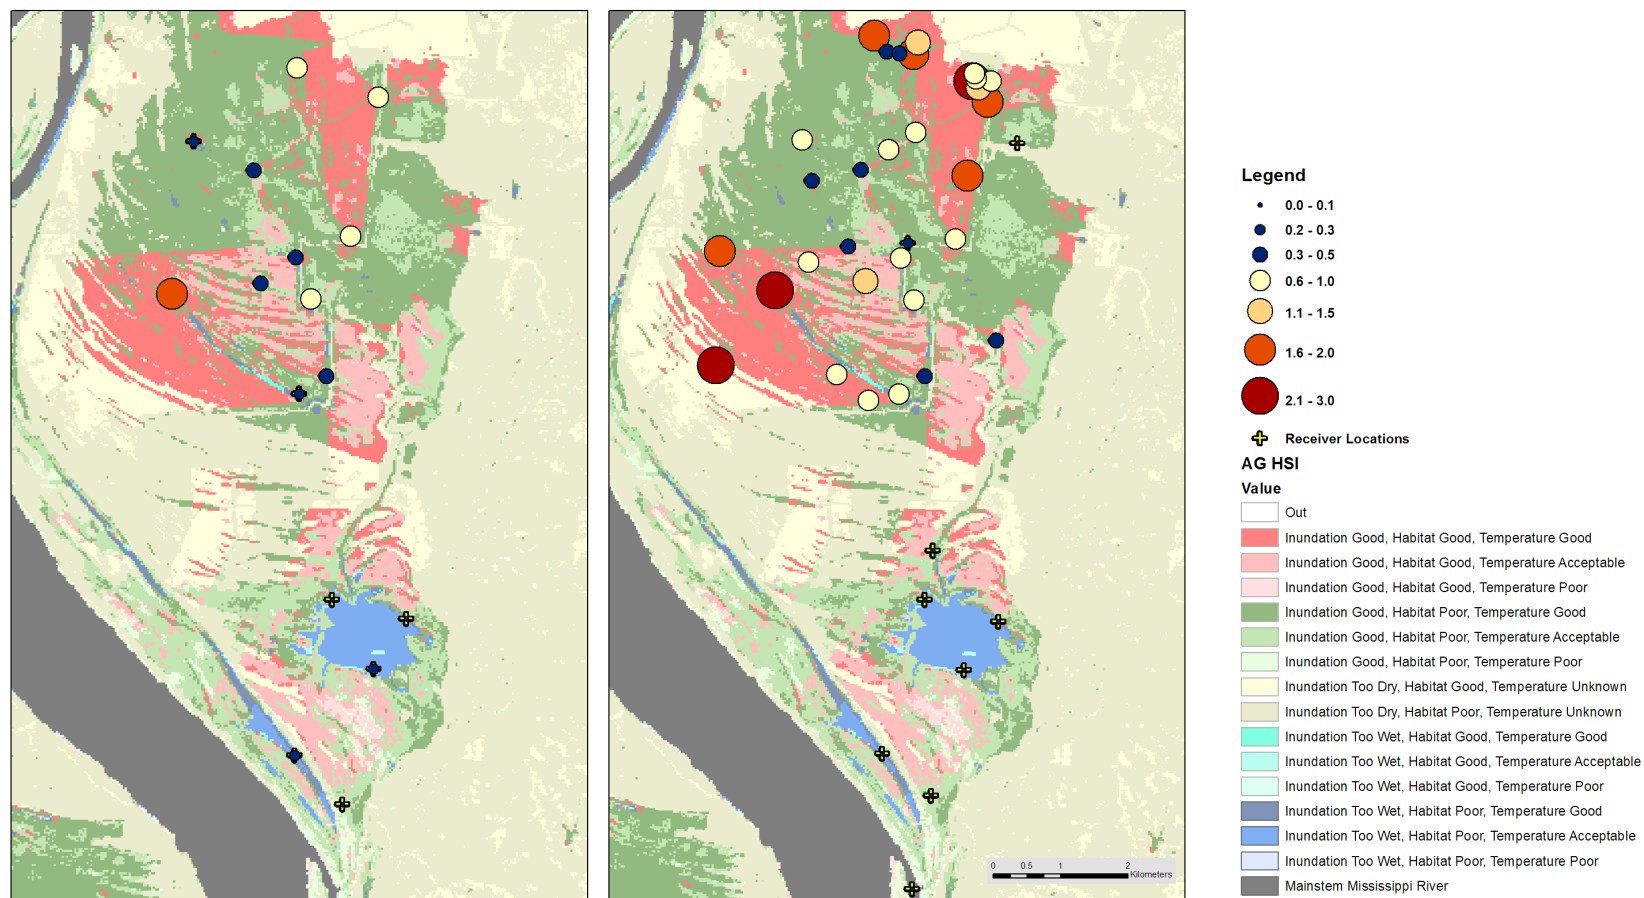 Legend
0.0 - 0.1
0.2 - 0.3
0.3 - 0.5
0.6 - 1.0
1.1 - 1.5
1.6 - 2.0
2.1 - 3.0
Receiver Locations
AG HSI
Value
Out
Inundation Good, Habitat Good, Temperature Good
Inundation Good, Habitat Good, Temperature Acceptable
Inundation Good, Habitat Good, Temperature Poor
Inundation Good, Habitat Poor, Temperature Good
Inundation Good, Habitat Poor, Temperature Acceptable
Inundation Good, Habitat Poor, Temperature Poor
Inundation Too Dry, Habitat Good, Temperature Unknown
Inundation Too Dry, Habitat Poor, Temperature Unknown
Inundation Too Wet, Habitat Good, Temperature Good
Inundation Too Wet, Habitat Good, Temperature Acceptable
Inundation Too Wet, Habitat Good, Temperature Poor
Inundation Too Wet, Habitat Poor, Temperature Good
Inundation Too Wet, Habitat Poor, Temperature Acceptable
Inundation Too Wet, Habitat Poor, Temperature Poor
Mainstem Mississippi River
0 0.5 1 2
Kilometers